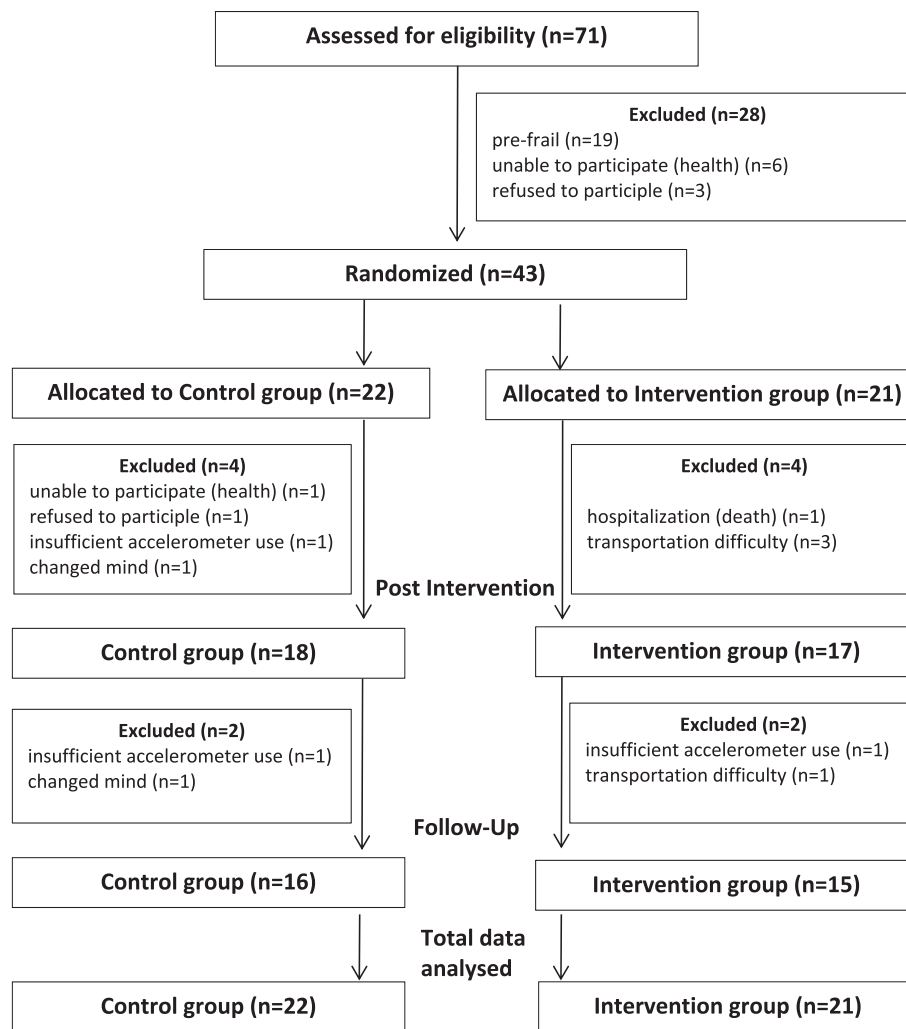 Assessed for eligibility (n=71)
Excluded (n=28)
pre-frail (n=19)
unable to participate (health) (n=6)
refused to participle (n=3)
Randomized (n=43)
Allocated to Control group (n=22)
Allocated to Intervention group (n=21)
Excluded (n=4)
unable to participate (health) (n=1)
refused to participle (n=1)
insufficient accelerometer use (n=1)
changed mind (n=1)
Excluded (n=4)
hospitalization (death) (n=1)
transportation difficulty (n=3)
Post Intervention
Control group (n=18)
Intervention group (n=17)
Excluded (n=2)
insufficient accelerometer use (n=1)
changed mind (n=1)
Excluded (n=2)
insufficient accelerometer use (n=1)
transportation difficulty (n=1)
Follow-Up
Control group (n=16)
Intervention group (n=15)
Total data
analysed
Control group (n=22)
Intervention group (n=21)